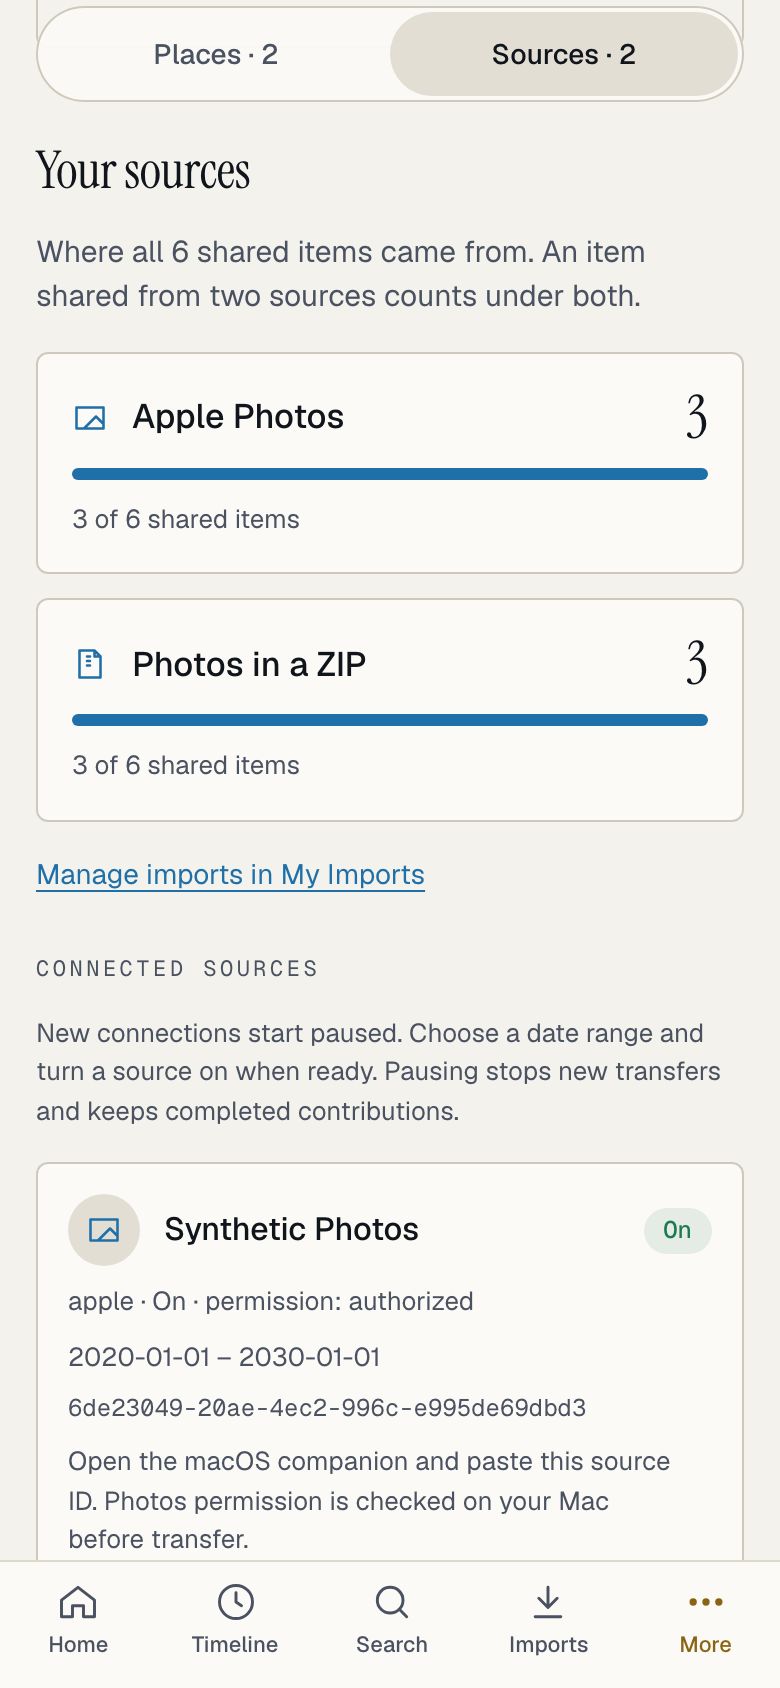 Places · 2
Sources · 2
Your sources
Where all 6 shared items came from. An item
shared from two sources counts under both.
Apple Photos
3
3 of 6 shared items
Photos in a ZIP
3
3 of 6 shared items
Manage imports in My Imports
CONNECTED SOURCES
New connections start paused. Choose a date range and
turn a source on when ready. Pausing stops new transfers
and keeps completed contributions.
Synthetic Photos
On
apple · On · permission: authorized
2020-01-01 – 2030-01-01
6de23049-20ae-4ec2-996c-e995de69dbd3
Open the macOS companion and paste this source
ID. Photos permission is checked on your Mac
before transfer.
Home
Timeline
Search
Imports
More